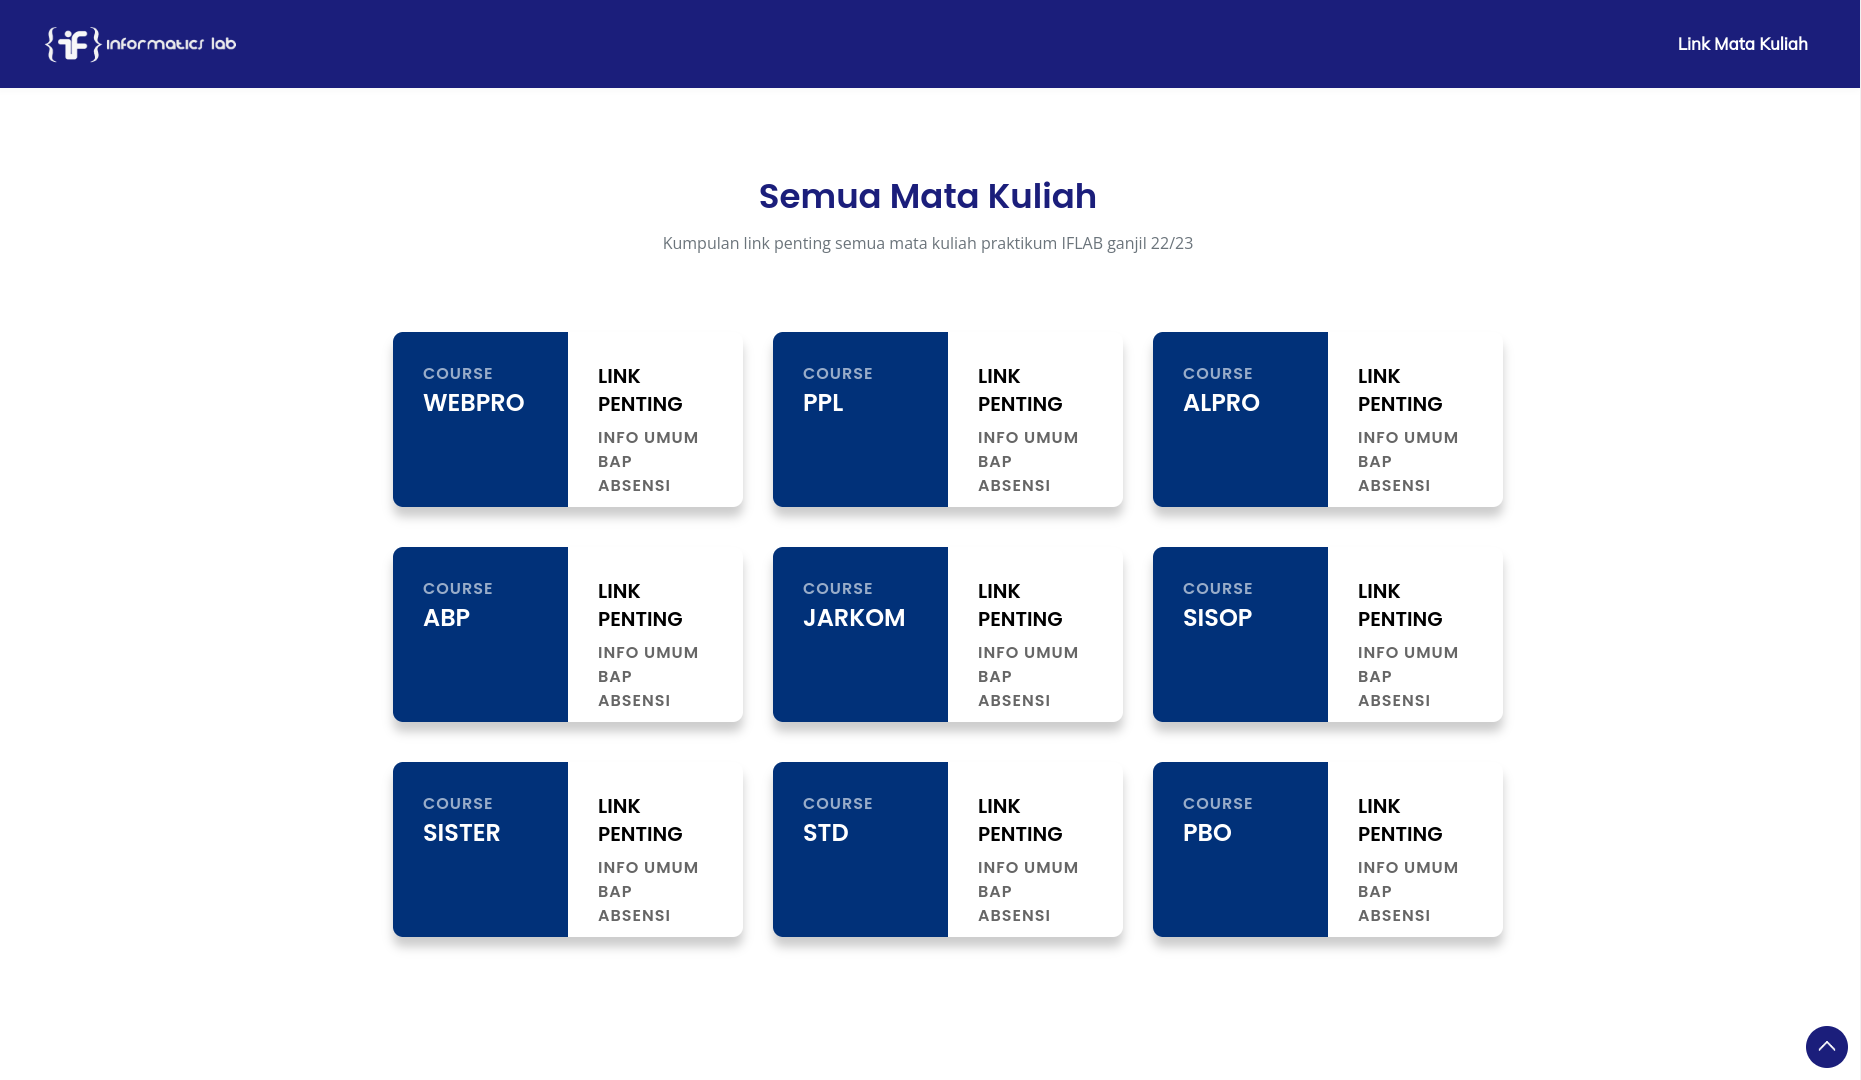 {iF} informatics lab
Link Mata Kuliah
Semua Mata Kuliah
Kumpulan link penting semua mata kuliah praktikum IFLAB ganjil 22/23
COURSE
WEBPRO
LINK
PENTING
INFO UMUM
BAP
ABSENSI
COURSE
PPL
LINK
PENTING
INFO UMUM
BAP
ABSENSI
COURSE
ALPRO
LINK
PENTING
INFO UMUM
BAP
ABSENSI
COURSE
ABP
LINK
PENTING
INFO UMUM
BAP
ABSENSI
COURSE
JARKOM
LINK
PENTING
INFO UMUM
BAP
ABSENSI
COURSE
SISOP
LINK
PENTING
INFO UMUM
BAP
ABSENSI
COURSE
SISTER
LINK
PENTING
INFO UMUM
BAP
ABSENSI
COURSE
STD
LINK
PENTING
INFO UMUM
BAP
ABSENSI
COURSE
PBO
LINK
PENTING
INFO UMUM
BAP
ABSENSI